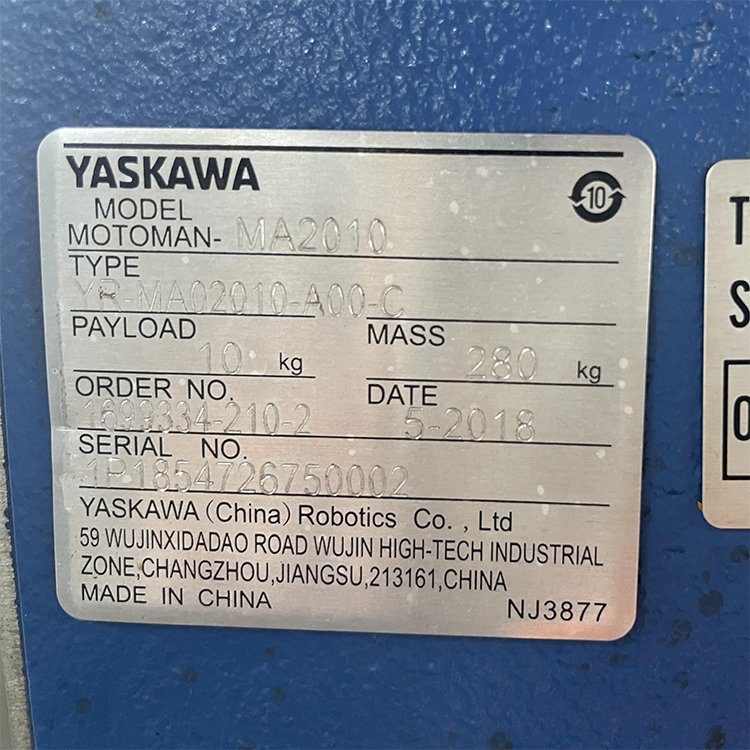 YASKAWA
10
MODEL
MOTOMAN- MA2010
TYPE
YR-MA02010-A00-C
PAYLOAD 10 kg MASS 280 kg
ORDER NO. 1699334-210-2 DATE 5-2018
SERIAL NO.
1P1854726750002
YASKAWA (China) Robotics Co. , Ltd
59 WUJINXIDADAO ROAD WUJIN HIGH-TECH INDUSTRIAL
ZONE,CHANGZHOU,JIANGSU,213161,CHINA
MADE IN CHINA NJ3877
T
S
0